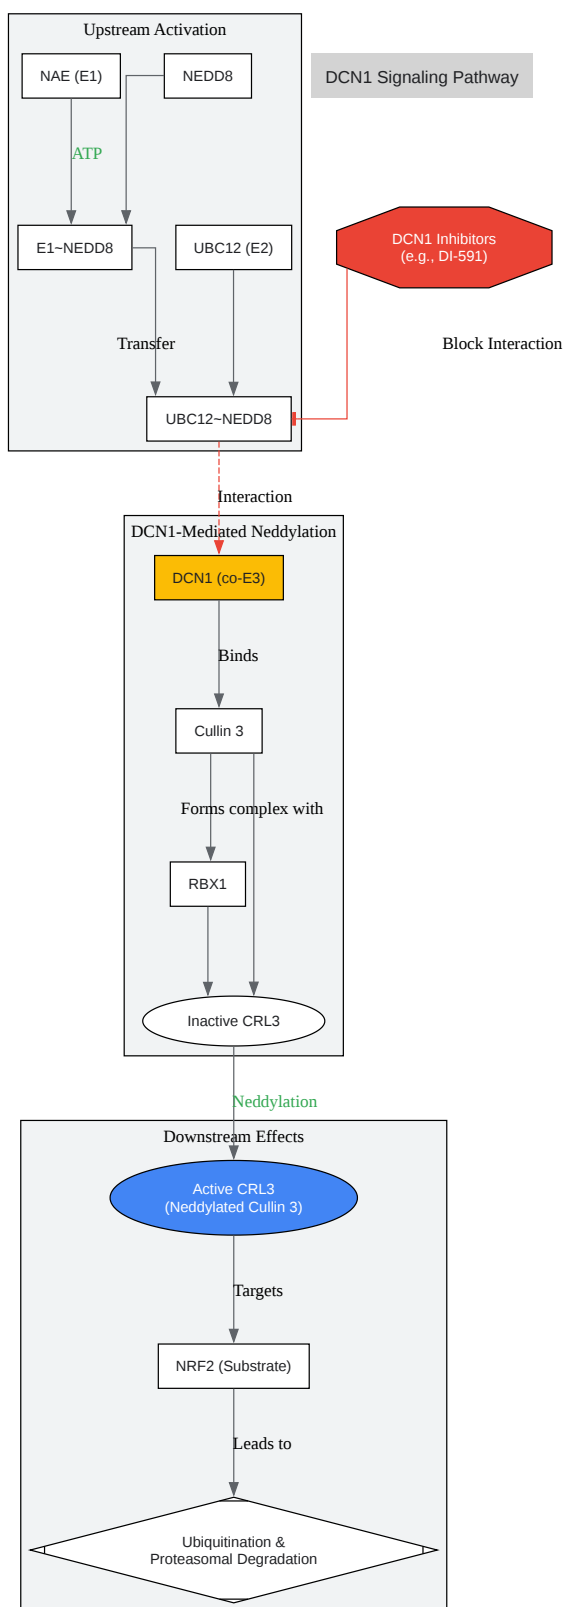 Upstream Activation
NAE (E1)
NEDD8
DCN1 Signaling Pathway
ATP
E1~NEDD8
UBC12 (E2)
DCN1 Inhibitors
(e.g., DI-591)
Transfer
Block Interaction
UBC12~NEDD8
Interaction
DCN1-Mediated Neddylation
DCN1 (co-E3)
Binds
Cullin 3
Forms complex with
RBX1
Inactive CRL3
Neddylation
Downstream Effects
Active CRL3
(Neddylated Cullin 3)
Targets
NRF2 (Substrate)
Leads to
Ubiquitination &
Proteasomal Degradation